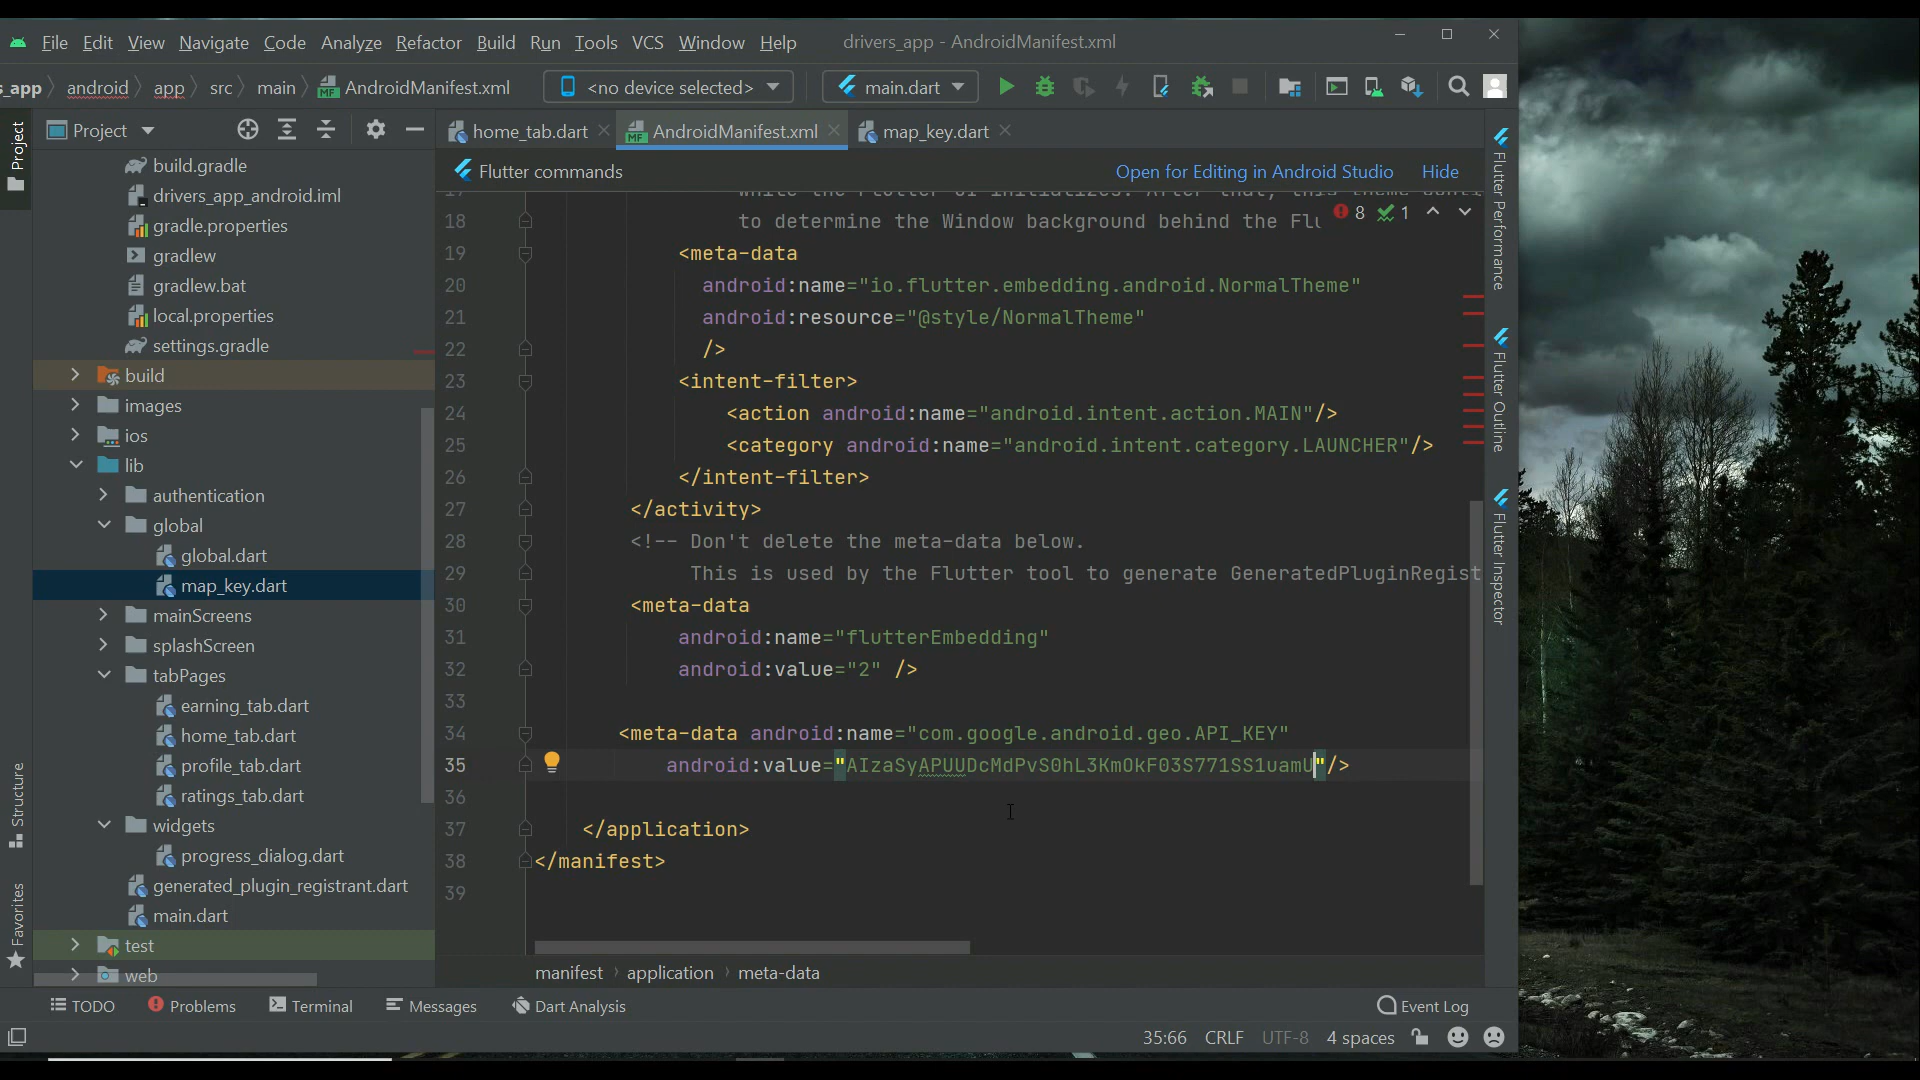 File Edit View Navigate Code Analyze Refactor Build Run Tools VCS Window Help drivers_app - AndroidManifest.xml
s_app android app src main AndroidManifest.xml <no device selected> main.dart
Project home_tab.dart AndroidManifest.xml map_key.dart
Flutter commands Open for Editing in Android Studio Hide
Project
build.gradle
drivers_app_android.iml
gradle.properties
gradlew
gradlew.bat
local.properties
settings.gradle
build
images
ios
lib
authentication
global
global.dart
map_key.dart
mainScreens
splashScreen
tabPages
earning_tab.dart
home_tab.dart
profile_tab.dart
ratings_tab.dart
widgets
progress_dialog.dart
generated_plugin_registrant.dart
main.dart
test
web
Structure
Favorites
8 1
18 to determine the Window background behind the Flu
19 <meta-data
20 android:name="io.flutter.embedding.android.NormalTheme"
21 android:resource="@style/NormalTheme"
22 />
23 <intent-filter>
24 <action android:name="android.intent.action.MAIN"/>
25 <category android:name="android.intent.category.LAUNCHER"/>
26 </intent-filter>
27 </activity>
28 <!-- Don't delete the meta-data below.
29 This is used by the Flutter tool to generate GeneratedPluginRegist
30 <meta-data
31 android:name="flutterEmbedding"
32 android:value="2" />
33
34 <meta-data android:name="com.google.android.geo.API_KEY"
35 android:value="AIzaSyAPUUDcMdPvS0hL3KmOkF03S771SS1uamU"/>
36
37 </application>
38 </manifest>
39
Flutter Performance
Flutter Outline
Flutter Inspector
manifest application meta-data
TODO Problems Terminal Messages Dart Analysis Event Log
35:66 CRLF UTF-8 4 spaces